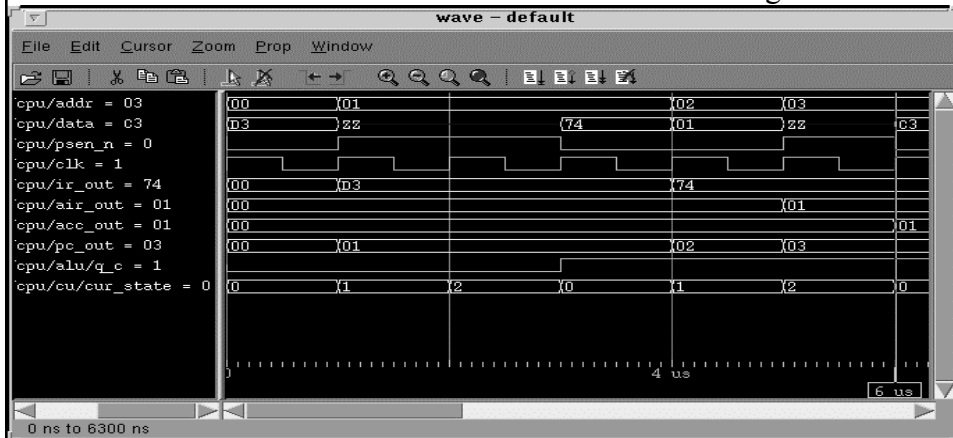 wave – default
File Edit Cursor Zoom Prop Window
cpu/addr = 03 00 01 02 03
cpu/data = C3 D3 ZZ 74 01 ZZ C3
cpu/psen_n = 0
cpu/clk = 1
cpu/ir_out = 74 00 D3 74
cpu/air_out = 01 00 01
cpu/acc_out = 01 00 01
cpu/pc_out = 03 00 01 02 03
cpu/alu/q_c = 1
cpu/cu/cur_state = 0 0 1 2 0 1 2 0
0 4 us
6 us
0 ns to 6300 ns